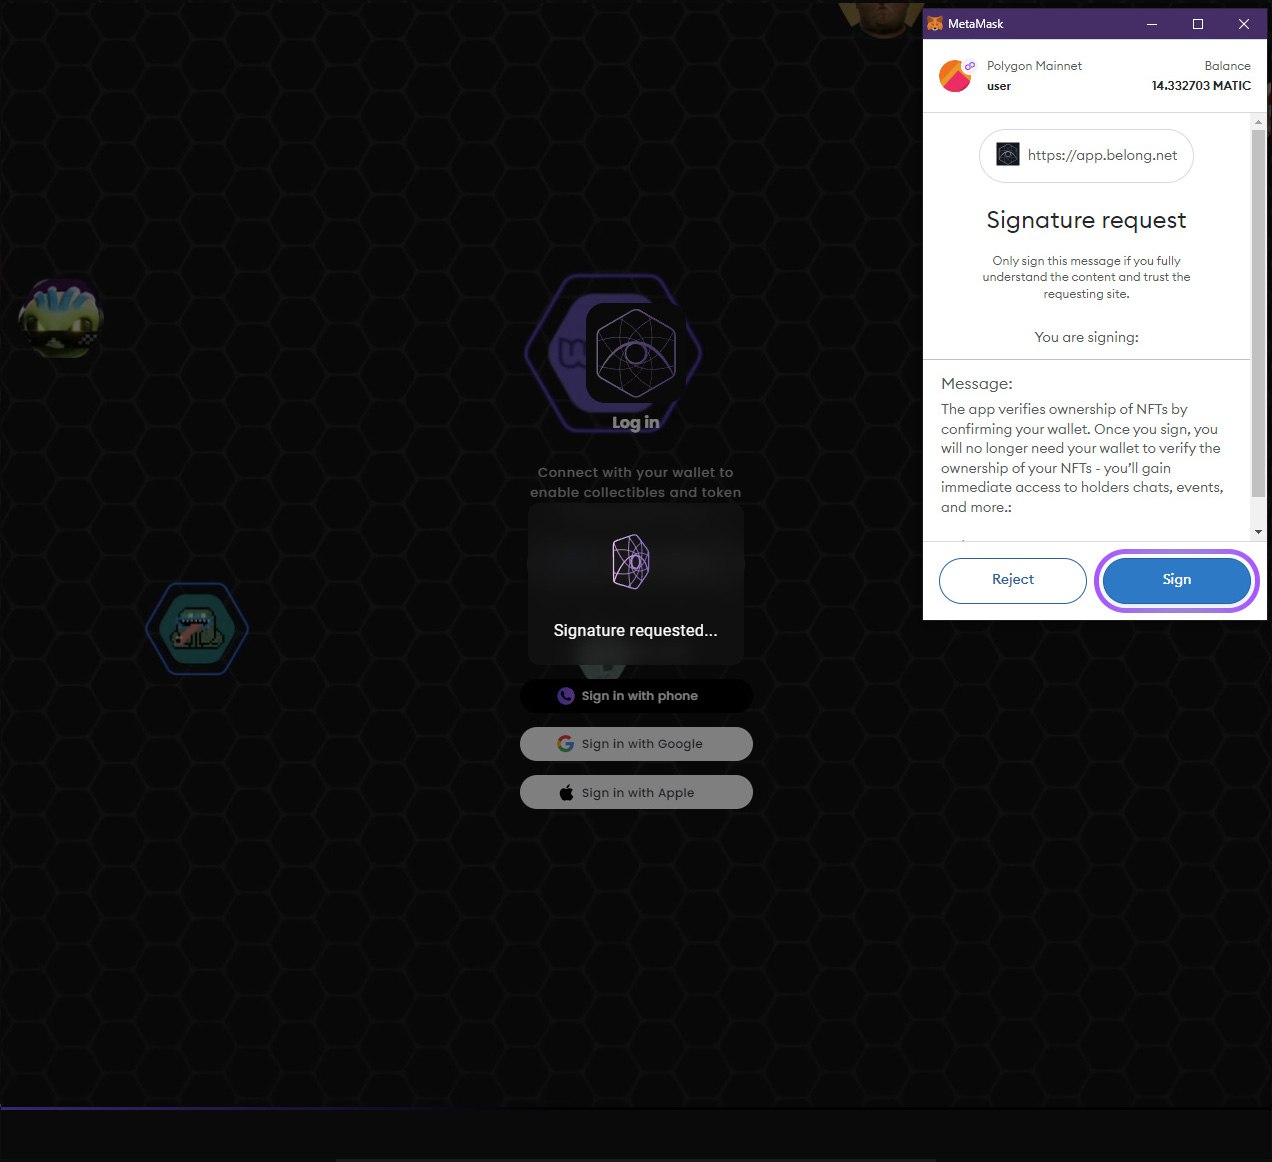 MetaMask
Polygon Mainnet
Balance
user
14.332703 MATIC
https://app.belong.net
Signature request
Only sign this message if you fully
understand the content and trust the
requesting site.
You are signing:
Message:
The app verifies ownership of NFTs by
confirming your wallet. Once you sign, you
will no longer need your wallet to verify the
ownership of your NFTs - you’ll gain
immediate access to holders chats, events,
and more.:
Reject
Sign
Log in
Connect with your wallet to
enable collectibles and token
Signature requested...
Sign in with phone
Sign in with Google
Sign in with Apple